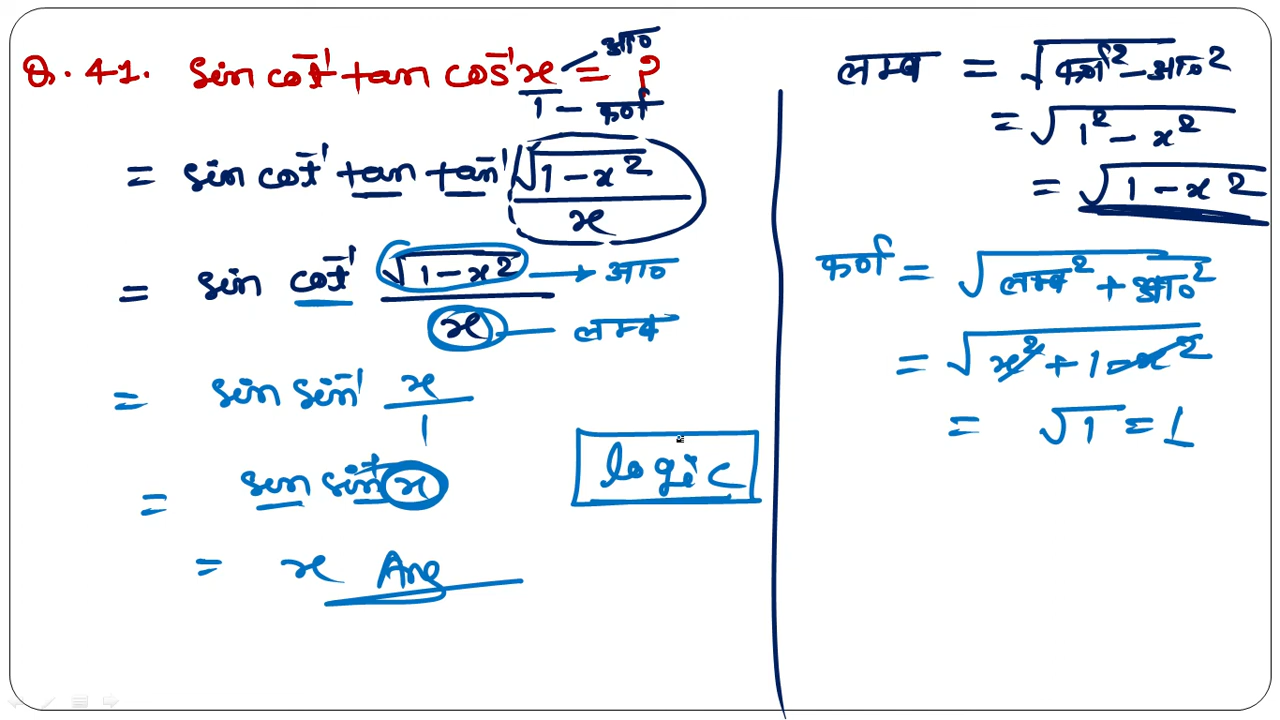 Q. 41. sin cot⁻¹ tan cos⁻¹ x = ?
आ०
1 - कर्ण
= sin cot⁻¹ tan tan⁻¹ √(1-x²)/x
= sin cot⁻¹ √(1-x²)/x
→ आ०
लम्ब
= sin sin⁻¹ x/1
= sin sin⁻¹ x
= x Ans
logic
लम्ब = √(कर्ण² - आ०²)
= √(1² - x²)
= √(1 - x²)
कर्ण = √(लम्ब² + आ०²)
= √(x² + 1 - x²)
= √1 = 1